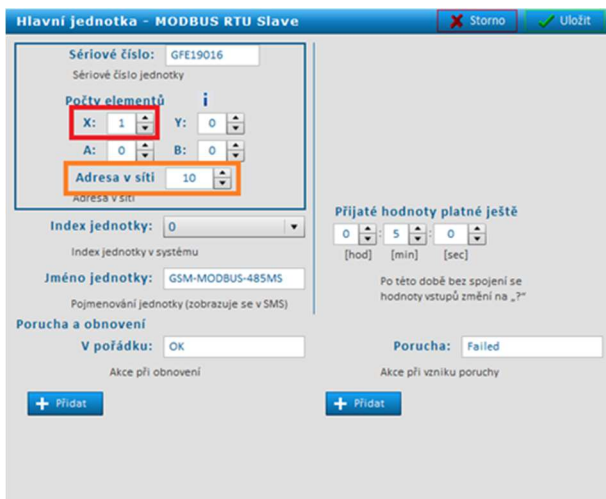 Hlavní jednotka - MODBUS RTU Slave
Storno
Uložit
Sériové číslo: GFE19016
Sériové číslo jednotky
Počty elementů i
X: 1 Y: 0
A: 0 B: 0
Adresa v síti 10
Adresa v síti
Index jednotky: 0
Index jednotky v systému
Jméno jednotky: GSM-MODBUS-485MS
Pojmenování jednotky (zobrazuje se v SMS)
Přijaté hodnoty platné ještě
0 : 5 : 0
[hod] [min] [sec]
Po této době bez spojení se
hodnoty vstupů změní na „?“
Porucha a obnovení
V pořádku: OK
Akce při obnovení
+ Přidat
Porucha: Failed
Akce při vzniku poruchy
+ Přidat